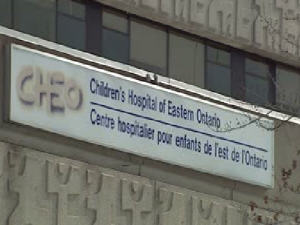 CHEO
Children's Hospital of Eastern Ontario
Centre hospitalier pour enfants de l'est de l'Ontario